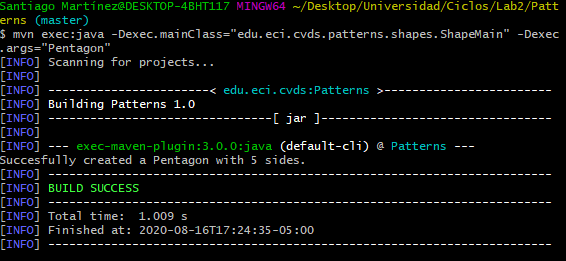 Santiago Martinez@DESKTOP-4BHT117 MINGW64 ~/Desktop/Universidad/Ciclos/Lab2/Patt
erns (master)
$ mvn exec:java -Dexec.mainClass="edu.eci.cvds.patterns.shapes.ShapeMain" -Dexec
.args="Pentagon"
[INFO] Scanning for projects...
[INFO]
[INFO] -----------------------< edu.eci.cvds:Patterns >------------------------
[INFO] Building Patterns 1.0
[INFO] --------------------------------[ jar ]---------------------------------
[INFO]
[INFO] --- exec-maven-plugin:3.0.0:java (default-cli) @ Patterns ---
Succesfully created a Pentagon with 5 sides.
[INFO] ------------------------------------------------------------------------
[INFO] BUILD SUCCESS
[INFO] ------------------------------------------------------------------------
[INFO] Total time:  1.009 s
[INFO] Finished at: 2020-08-16T17:24:35-05:00
[INFO] ------------------------------------------------------------------------